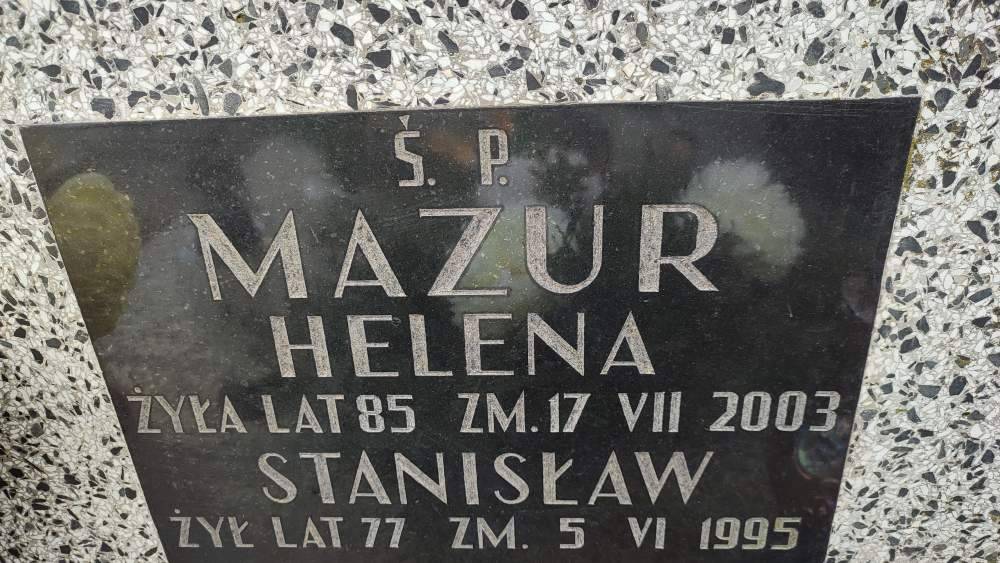 Ś. P.
MAZUR
HELENA
ŻYŁA LAT 85 ZM. 17 VII 2003
STANISŁAW
ŻYŁ LAT 77 ZM. 5 VI 1995